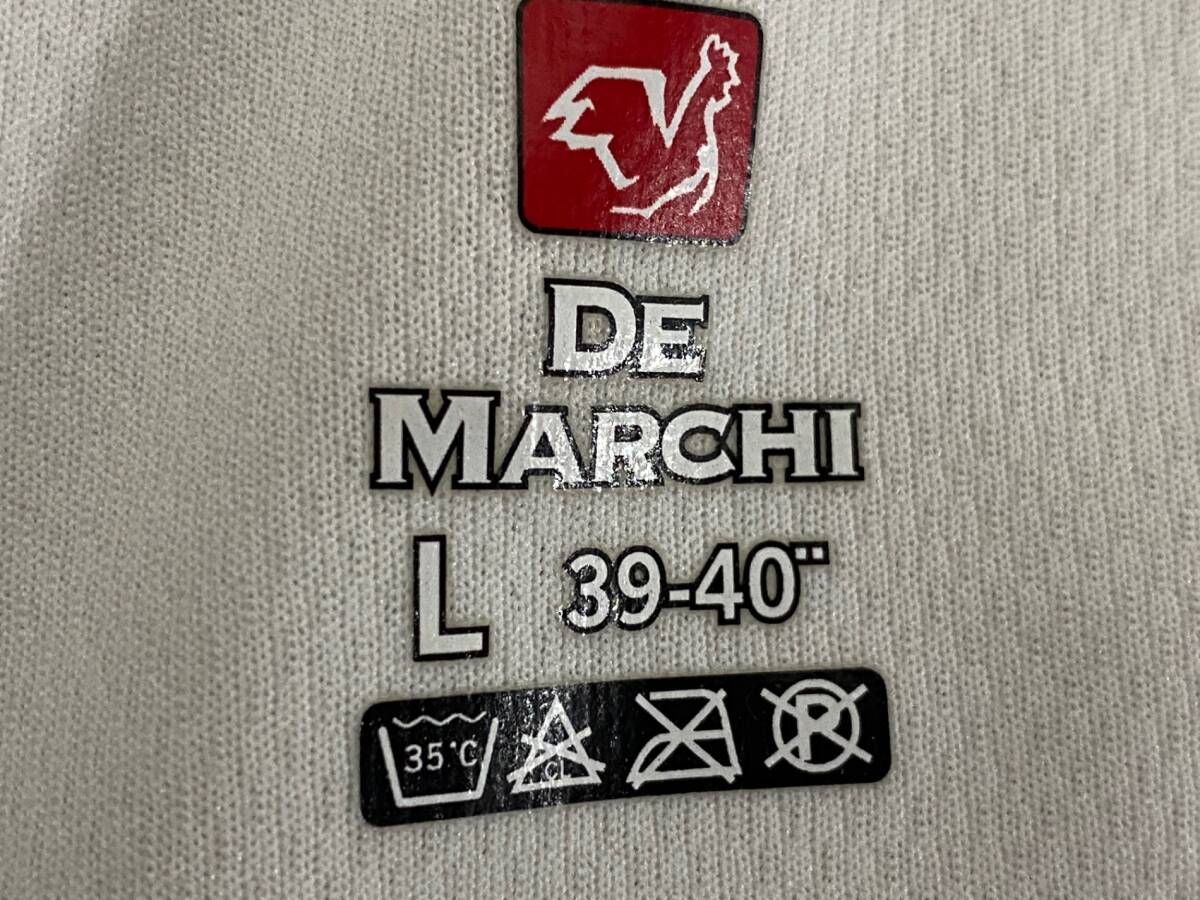 DE
MARCHI
L 39-40"
35°C CL P